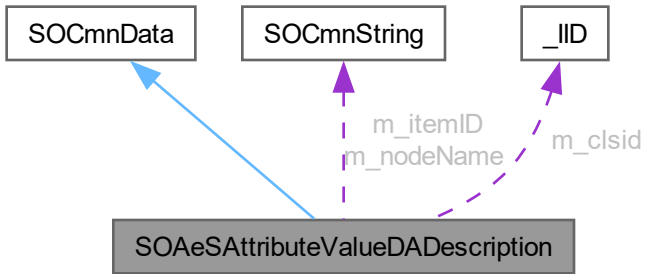 SOCmnData
SOCmnString
_IID
m_itemID
m_nodeName
m_clsid
SOAeSAttributeValueDADescription